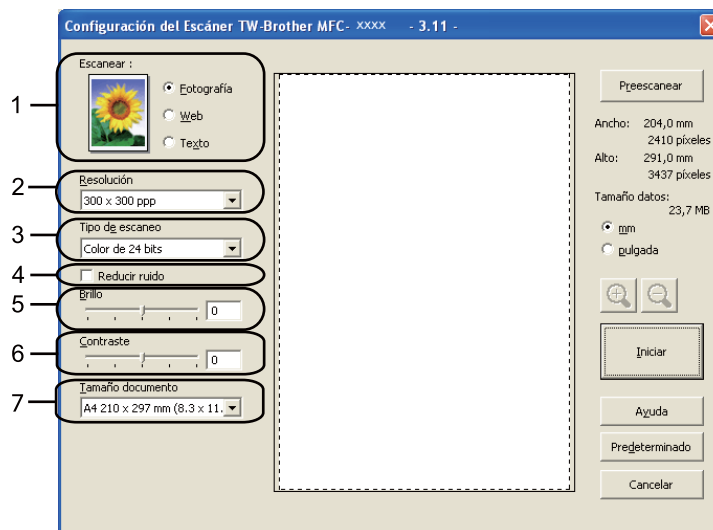 Configuración del Escáner TW-Brother MFC- xxxx - 3.11 -
1
Escanear :
Fotografía
Web
Texto
2
Resolución
300 x 300 ppp
3
Tipo de escaneo
Color de 24 bits
4
Reducir ruido
5
Brillo
0
6
Contraste
0
7
Tamaño documento
A4 210 x 297 mm (8.3 x 11.
Preescanear
Ancho: 204,0 mm
2410 píxeles
Alto: 291,0 mm
3437 píxeles
Tamaño datos:
23,7 MB
mm
pulgada
Iniciar
Ayuda
Predeterminado
Cancelar